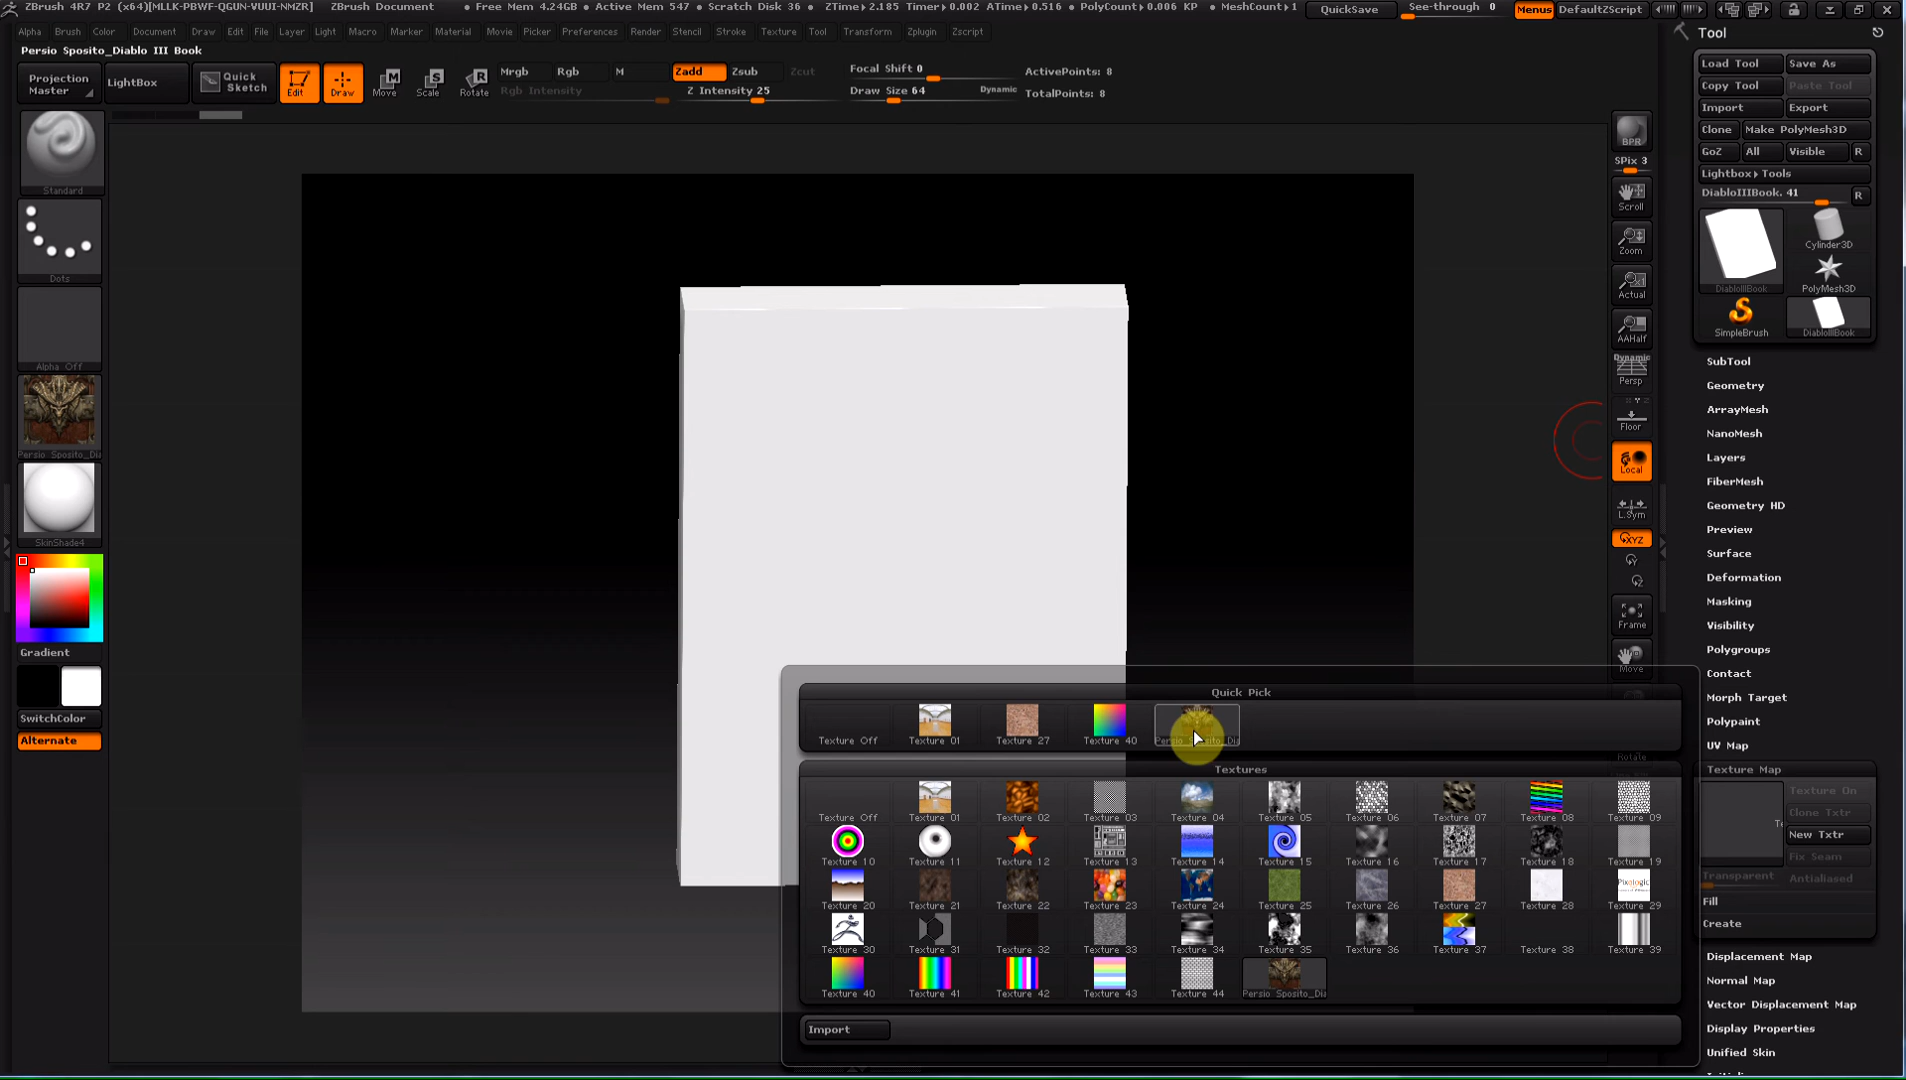 ZBrush 4R7 P2 (x64)[MLLK-PBWF-QGUN-VUUI-NMZR] ZBrush Document • Free Mem 4.24GB • Active Mem 547 • Scratch Disk 36 • ZTime▸2.185 Timer▸0.002 ATime▸0.516 • PolyCount▸0.006 KP • MeshCount▸1 QuickSave See-through 0 Menus DefaultZScript
Alpha Brush Color Document Draw Edit File Layer Light Macro Marker Material Movie Picker Preferences Render Stencil Stroke Texture Tool Transform Zplugin Zscript
Persio Sposito_Diablo III Book
Projection Master
LightBox
Quick Sketch
Edit
Draw
Move
Scale
Rotate
Mrgb Rgb M
Rgb Intensity
Zadd Zsub Zcut
Z Intensity 25
Focal Shift 0
Draw Size 64 Dynamic
ActivePoints: 8
TotalPoints: 8
Standard
Dots
Alpha Off
Persio Sposito_Di
SkinShade4
Gradient
SwitchColor
Alternate
BPR
SPix 3
Scroll
Zoom
Actual
AAHalf
Dynamic
Persp
Floor
Local
L.Sym
XYZ
Y
Z
Frame
Move
Rotate
Tool
Load Tool Save As
Copy Tool Paste Tool
Import Export
Clone Make PolyMesh3D
GoZ All Visible R
Lightbox▸Tools
DiabloIIIBook. 41 R
DiabloIIIBook
Cylinder3D
PolyMesh3D
SimpleBrush
DiabloIIIBook
SubTool
Geometry
ArrayMesh
NanoMesh
Layers
FiberMesh
Geometry HD
Preview
Surface
Deformation
Masking
Visibility
Polygroups
Contact
Morph Target
Polypaint
UV Map
Texture Map
Texture On
Clone Txtr
New Txtr
Fix Seam
Transparent Antialiased
Fill
Create
Displacement Map
Normal Map
Vector Displacement Map
Display Properties
Unified Skin
Quick Pick
Texture Off Texture 01 Texture 27 Texture 40 Persio Sposito_Di
Textures
Texture Off Texture 01 Texture 02 Texture 03 Texture 04 Texture 05 Texture 06 Texture 07 Texture 08 Texture 09
Texture 10 Texture 11 Texture 12 Texture 13 Texture 14 Texture 15 Texture 16 Texture 17 Texture 18 Texture 19
Texture 20 Texture 21 Texture 22 Texture 23 Texture 24 Texture 25 Texture 26 Texture 27 Texture 28 Texture 29
Texture 30 Texture 31 Texture 32 Texture 33 Texture 34 Texture 35 Texture 36 Texture 37 Texture 38 Texture 39
Texture 40 Texture 41 Texture 42 Texture 43 Texture 44 Persio Sposito_Di
Import